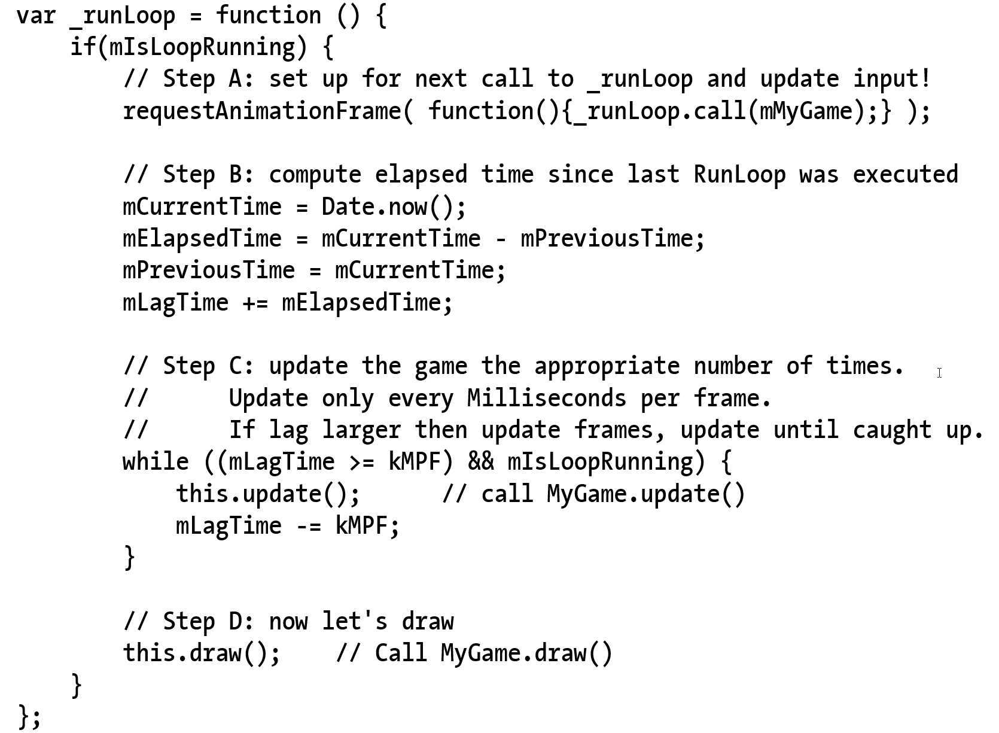 var _runLoop = function () {
if(mIsLoopRunning) {
// Step A: set up for next call to _runLoop and update input!
requestAnimationFrame( function(){_runLoop.call(mMyGame);} );
// Step B: compute elapsed time since last RunLoop was executed
mCurrentTime = Date.now();
mElapsedTime = mCurrentTime - mPreviousTime;
mPreviousTime = mCurrentTime;
mLagTime += mElapsedTime;
// Step C: update the game the appropriate number of times.
// Update only every Milliseconds per frame.
// If lag larger then update frames, update until caught up.
while ((mLagTime >= kMPF) && mIsLoopRunning) {
this.update(); // call MyGame.update()
mLagTime -= kMPF;
}
// Step D: now let's draw
this.draw(); // Call MyGame.draw()
}
};